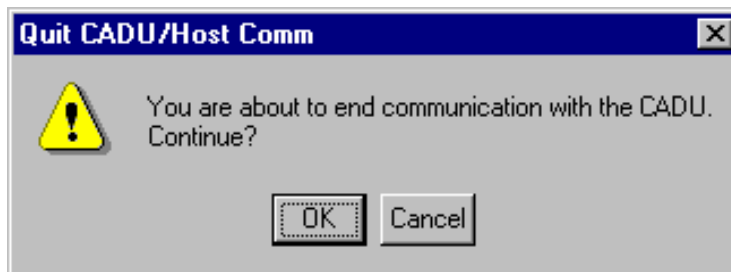 Quit CADU/Host Comm
You are about to end communication with the CADU.
Continue?
OK
Cancel